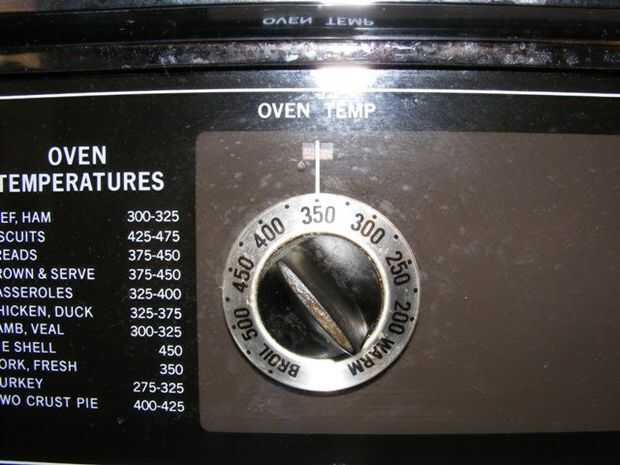 OVEN TEMP
OVEN
TEMPERATURES
EF, HAM 300-325
SCUITS 425-475
READS 375-450
ROWN & SERVE 375-450
ASSEROLES 325-400
HICKEN, DUCK 325-375
AMB, VEAL 300-325
E SHELL 450
ORK, FRESH 350
URKEY 275-325
WO CRUST PIE 400-425
BROIL 500 450 400 350 300 250 200 WARM